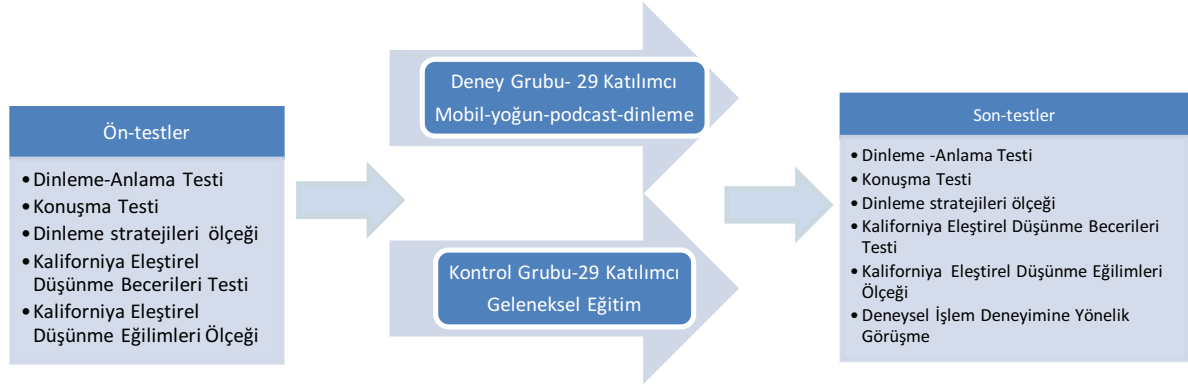 Ön-testler
•Dinleme-Anlama Testi
•Konuşma Testi
•Dinleme stratejileri ölçeği
•Kaliforniya Eleştirel
Düşünme Becerileri Testi
•Kaliforniya Eleştirel
Düşünme Eğilimleri Ölçeği
Deney Grubu- 29 Katılımcı
Mobil-yoğun-podcast-dinleme
Kontrol Grubu-29 Katılımcı
Geleneksel Eğitim
Son-testler
•Dinleme -Anlama Testi
•Konuşma Testi
•Dinleme stratejileri ölçeği
•Kaliforniya Eleştirel Düşünme Becerileri
Testi
•Kaliforniya Eleştirel Düşünme Eğilimleri
Ölçeği
•Deneysel İşlem Deneyimine Yönelik
Görüşme